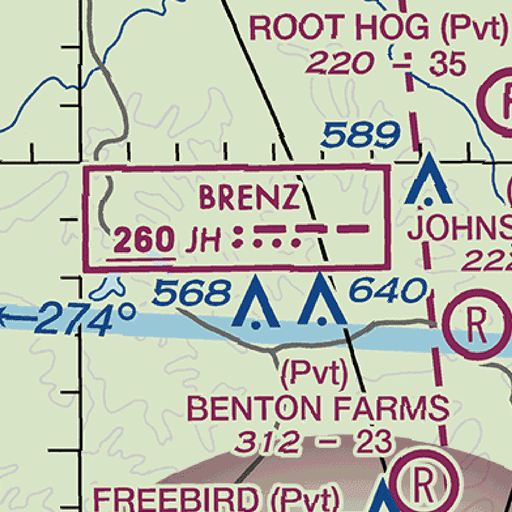 ROOT HOG (Pvt)
220 - 35
R
589
BRENZ
260 JH
JOHNS
222
568
640
←274°
R
(Pvt)
BENTON FARMS
312 - 23
R
FREEBIRD (Pvt)